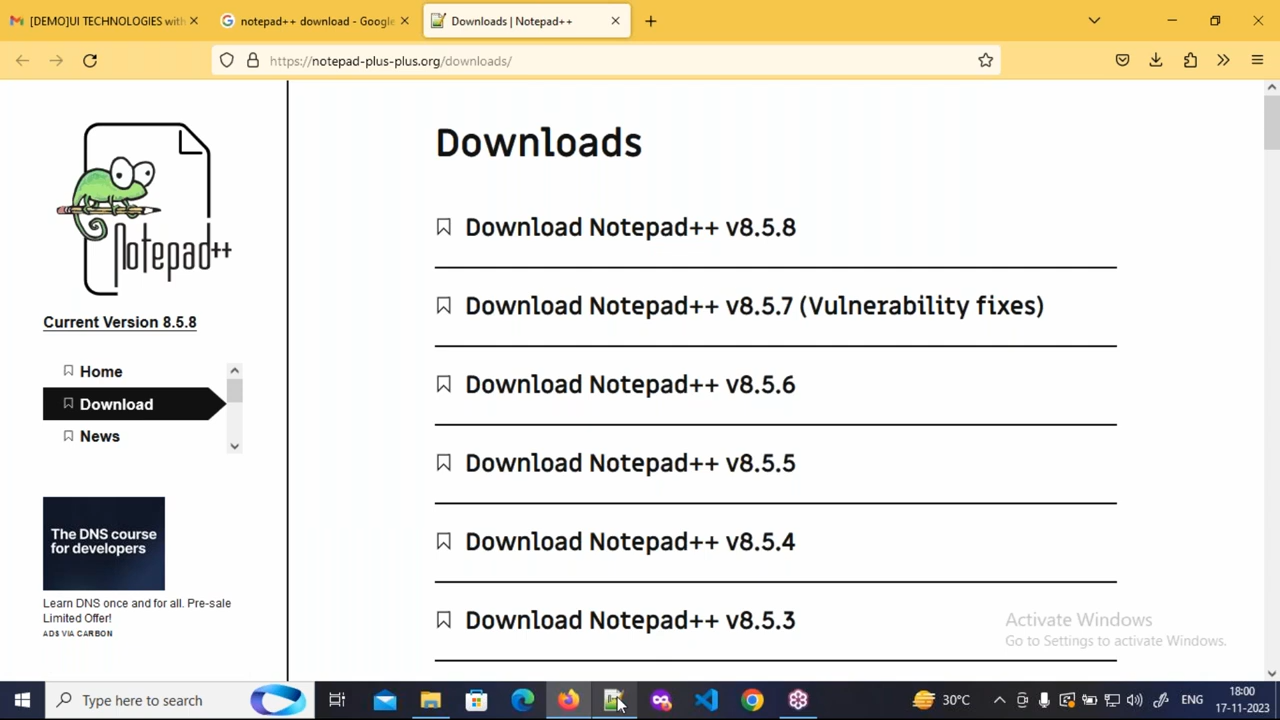 [DEMO]UI TECHNOLOGIES with
notepad++ download - Google
Downloads | Notepad++
https://notepad-plus-plus.org/downloads/
Notepad++
Current Version 8.5.8
Home
Download
News
The DNS course
for developers
Learn DNS once and for all. Pre-sale
Limited Offer!
ADS VIA CARBON
Downloads
Download Notepad++ v8.5.8
Download Notepad++ v8.5.7 (Vulnerability fixes)
Download Notepad++ v8.5.6
Download Notepad++ v8.5.5
Download Notepad++ v8.5.4
Download Notepad++ v8.5.3
Activate Windows
Go to Settings to activate Windows.
Type here to search
30°C
ENG
18:00
17-11-2023